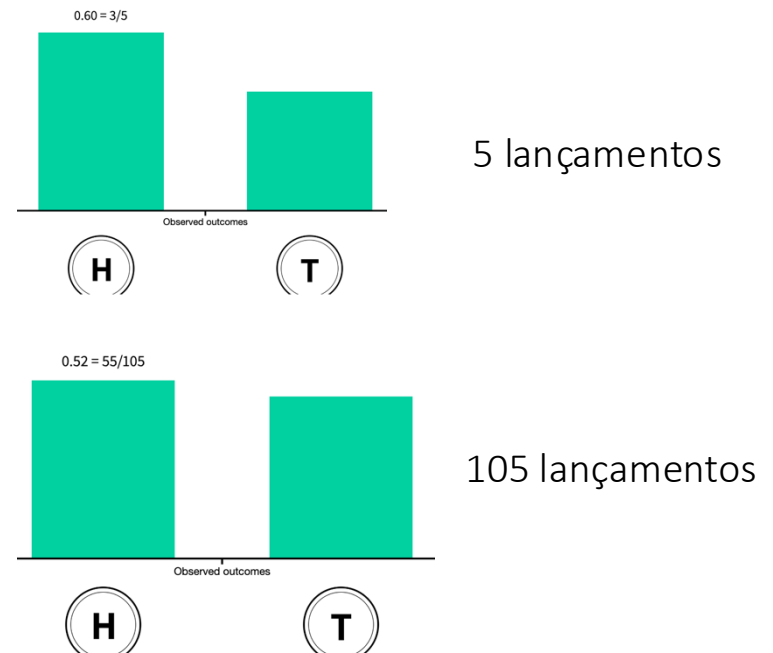 0.60 = 3/5
5 lançamentos
Observed outcomes
H
T
0.52 = 55/105
105 lançamentos
Observed outcomes
H
T